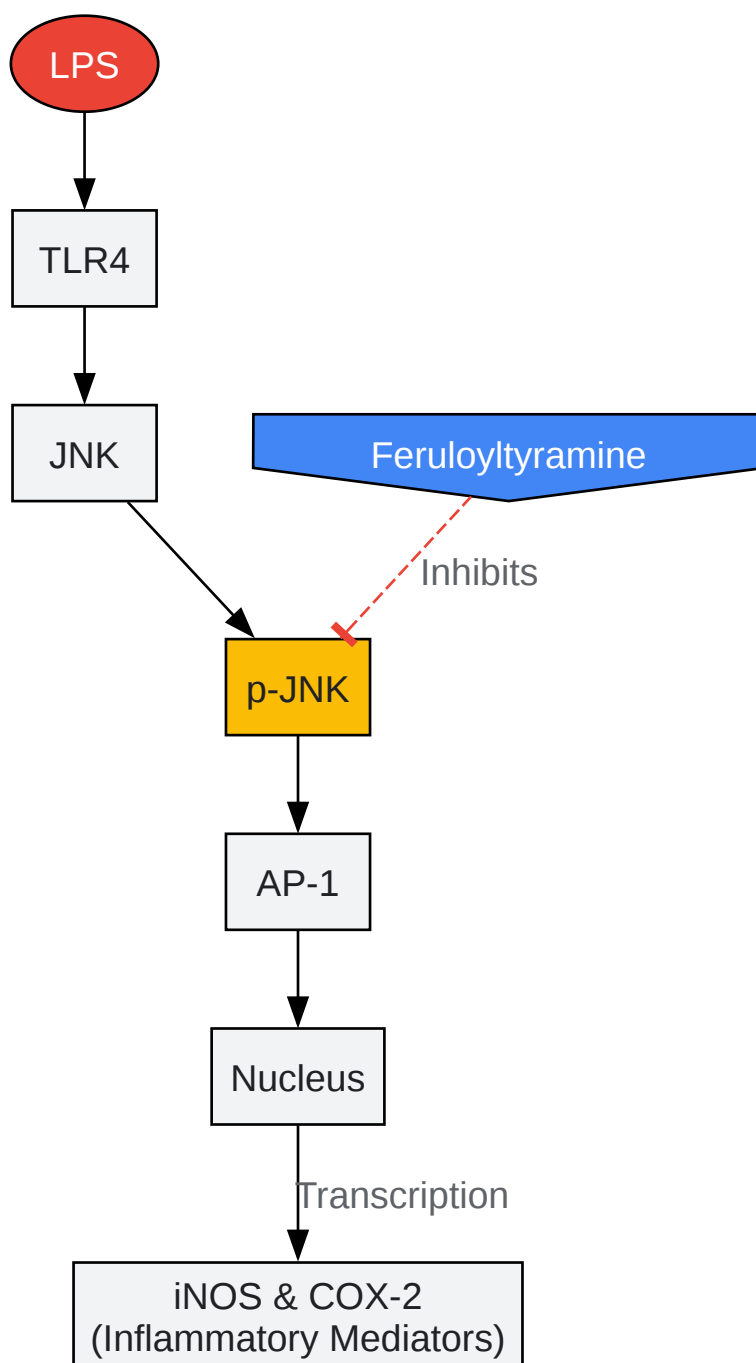 LPS
TLR4
JNK
Feruloyltyramine
Inhibits
p-JNK
AP-1
Nucleus
Transcription
iNOS & COX-2
(Inflammatory Mediators)